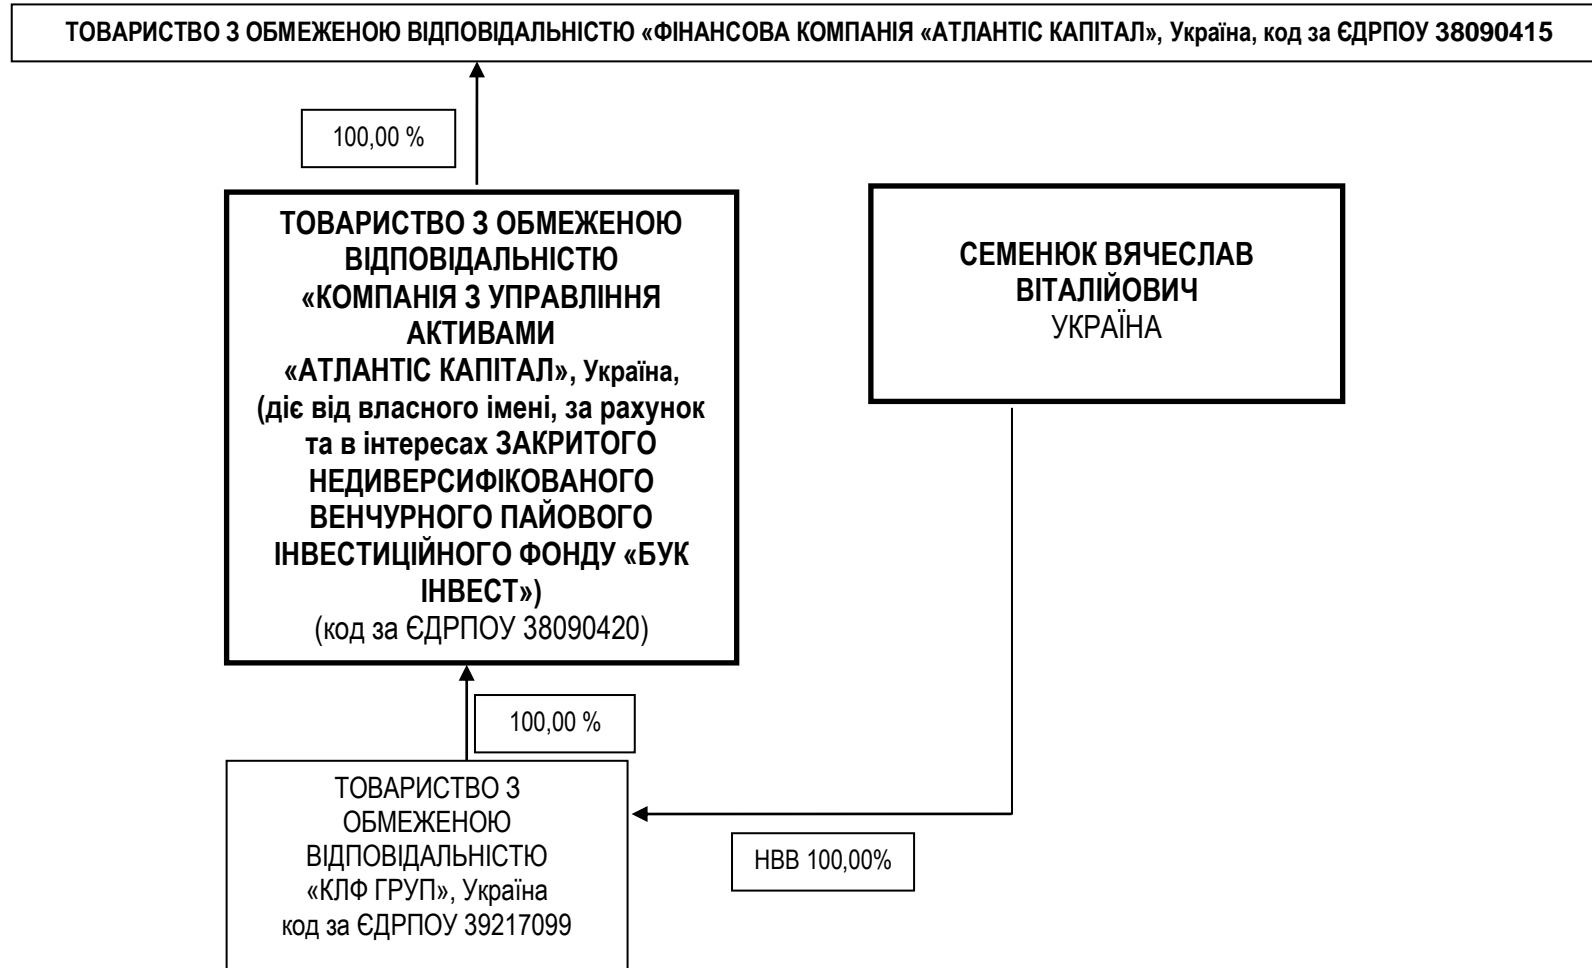 ТОВАРИСТВО З ОБМЕЖЕНОЮ ВІДПОВІДАЛЬНІСТЮ «ФІНАНСОВА КОМПАНІЯ «АТЛАНТІС КАПІТАЛ», Україна, код за ЄДРПОУ 38090415
100,00 %
ТОВАРИСТВО З ОБМЕЖЕНОЮ
ВІДПОВІДАЛЬНІСТЮ
«КОМПАНІЯ З УПРАВЛІННЯ
АКТИВАМИ
«АТЛАНТІС КАПІТАЛ», Україна,
(діє від власного імені, за рахунок
та в інтересах ЗАКРИТОГО
НЕДИВЕРСИФІКОВАНОГО
ВЕНЧУРНОГО ПАЙОВОГО
ІНВЕСТИЦІЙНОГО ФОНДУ «БУК
ІНВЕСТ»)
(код за ЄДРПОУ 38090420)
СЕМЕНЮК ВЯЧЕСЛАВ
ВІТАЛІЙОВИЧ
УКРАЇНА
100,00 %
ТОВАРИСТВО З
ОБМЕЖЕНОЮ
ВІДПОВІДАЛЬНІСТЮ
«КЛФ ГРУП», Україна
код за ЄДРПОУ 39217099
НВВ 100,00%